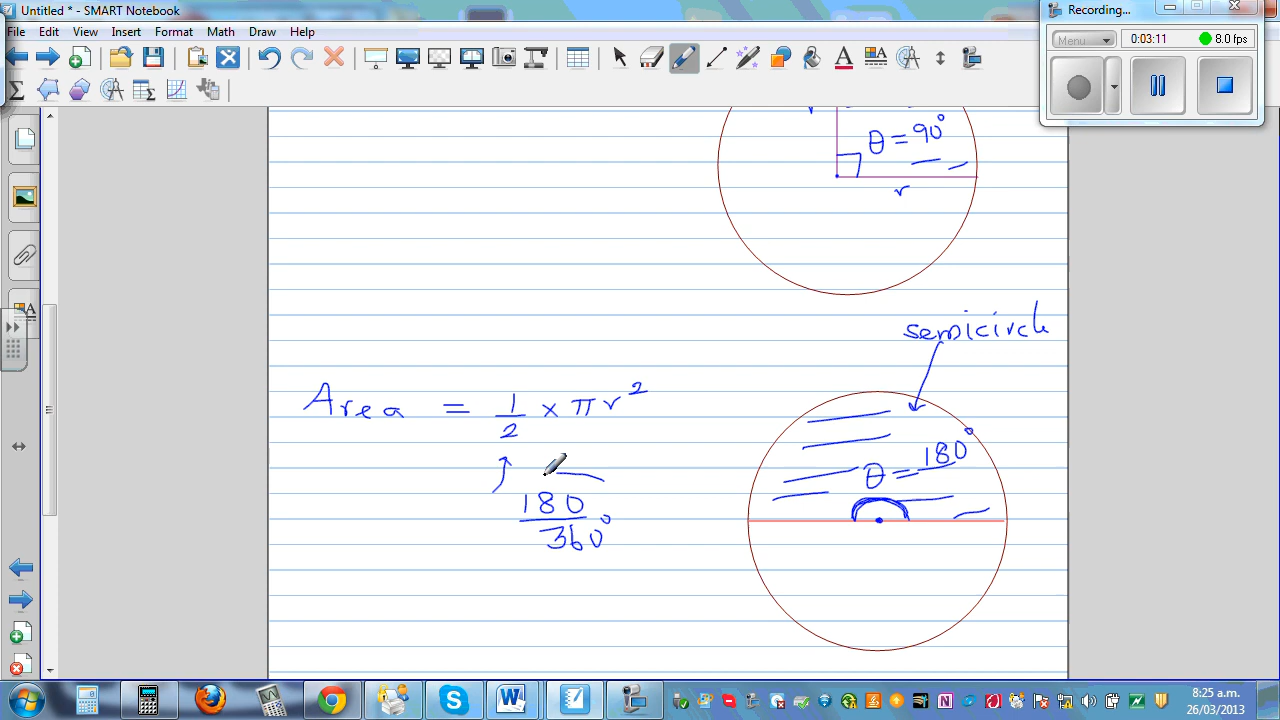 Untitled * - SMART Notebook
Recording...
File Edit View Insert Format Math Draw Help
Menu
0:03:11
8.0 fps
θ = 90°
r
semicircle
Area = 1/2 × πr²
θ = 180°
180
360°
8:25 a.m.
26/03/2013